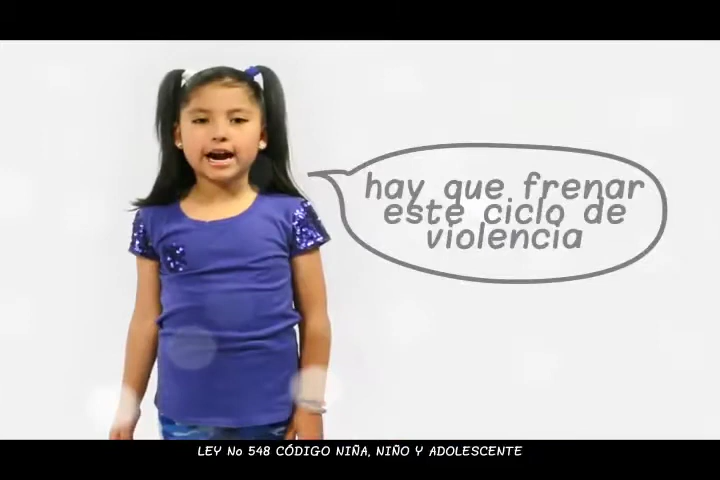 hay que frenar
este ciclo de
violencia
LEY No 548 CÓDIGO NIÑA, NIÑO Y ADOLESCENTE